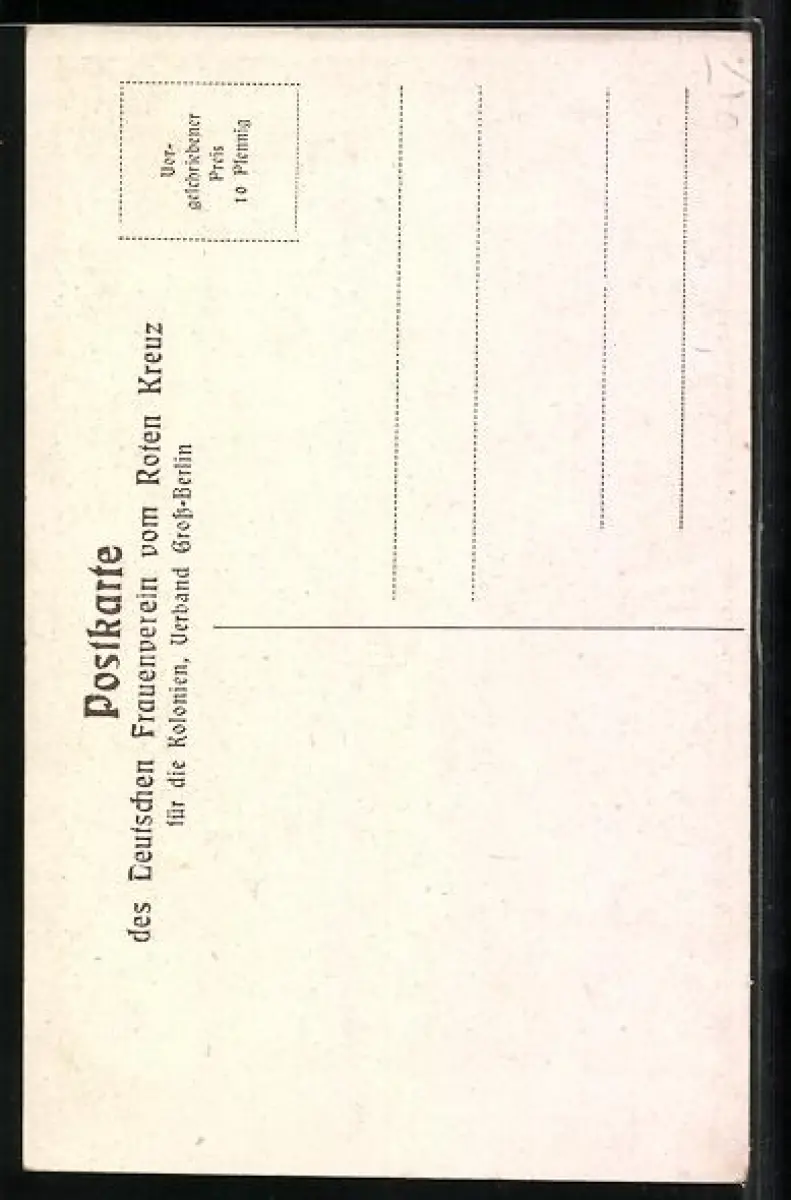 Postkarte
des Deutschen Frauenverein vom Roten Kreuz
für die Kolonien, Verband Groß-Berlin
Vor-
geschriebener
Preis
10 Pfennig